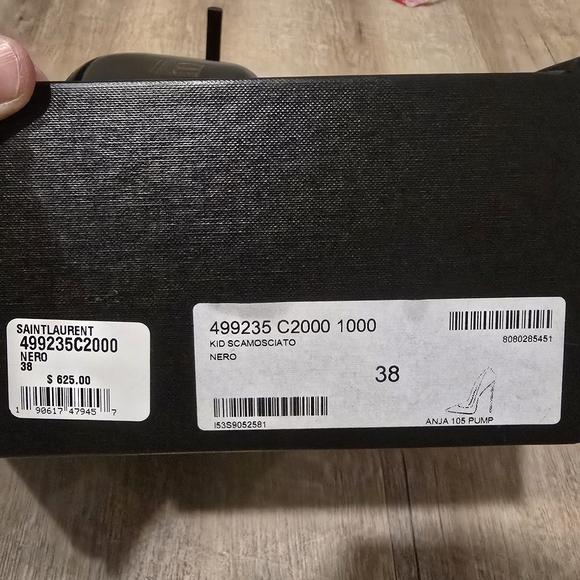 SAINTLAURENT
499235C2000
NERO
38
$ 625.00
1 90617 47945 7
499235 C2000 1000
KID SCAMOSCIATO
NERO
8080285451
38
I53S9052581
ANJA 105 PUMP